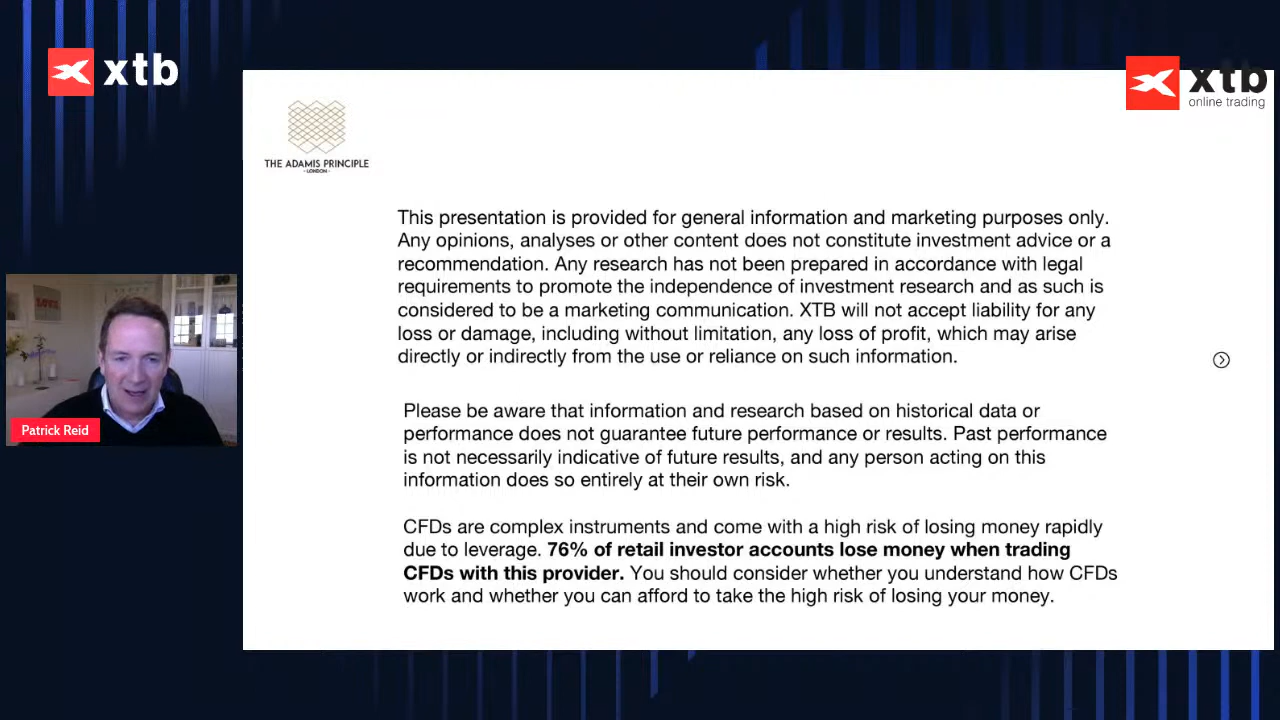 xtb
xtb
online trading
THE ADAMIS PRINCIPLE
- LONDON -
This presentation is provided for general information and marketing purposes only.
Any opinions, analyses or other content does not constitute investment advice or a
recommendation. Any research has not been prepared in accordance with legal
requirements to promote the independence of investment research and as such is
considered to be a marketing communication. XTB will not accept liability for any
loss or damage, including without limitation, any loss of profit, which may arise
directly or indirectly from the use or reliance on such information.
Please be aware that information and research based on historical data or
performance does not guarantee future performance or results. Past performance
is not necessarily indicative of future results, and any person acting on this
information does so entirely at their own risk.
CFDs are complex instruments and come with a high risk of losing money rapidly
due to leverage. 76% of retail investor accounts lose money when trading
CFDs with this provider. You should consider whether you understand how CFDs
work and whether you can afford to take the high risk of losing your money.
Patrick Reid